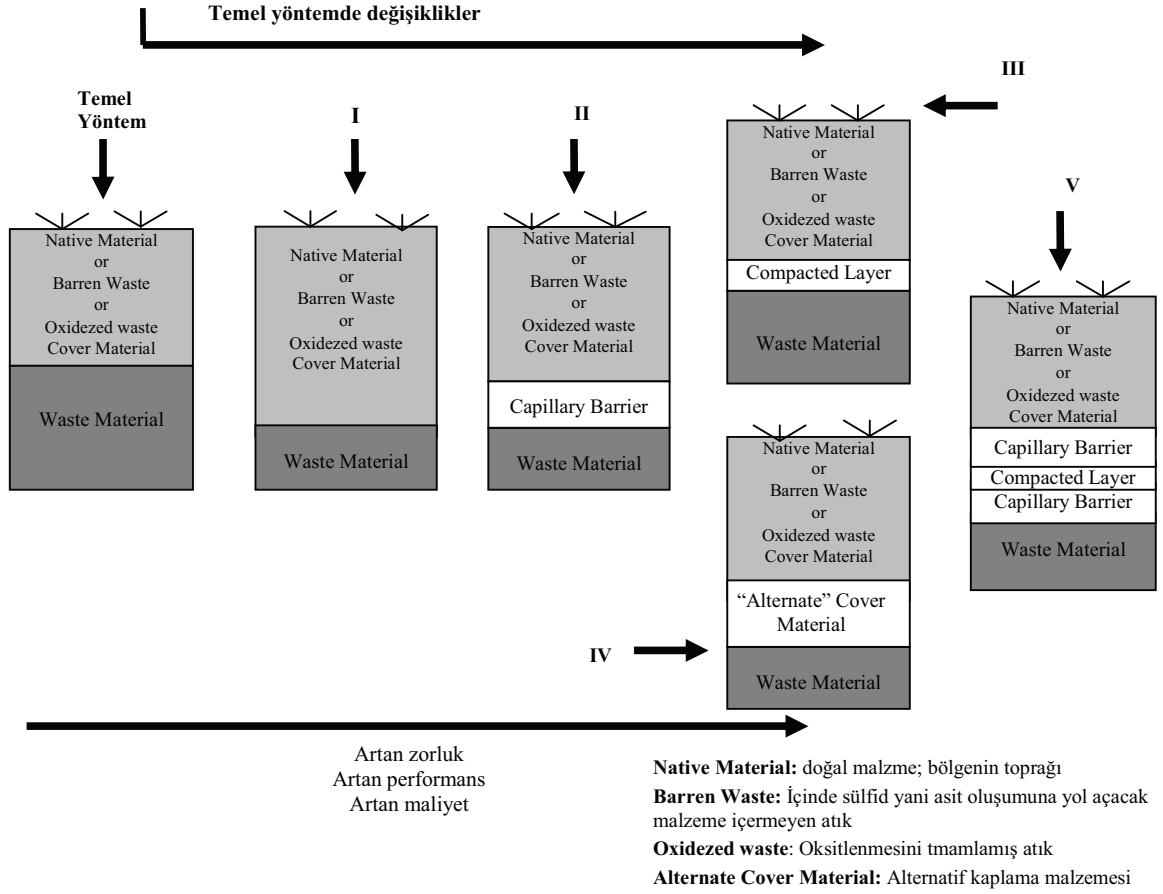 Temel yöntemde değişiklikler
Temel
Yöntem
I
II
III
V
Native Material
or
Barren Waste
or
Oxidezed waste
Cover Material
Waste Material
Native Material
or
Barren Waste
or
Oxidezed waste
Cover Material
Waste Material
Native Material
or
Barren Waste
or
Oxidezed waste
Cover Material
Capillary Barrier
Waste Material
Native Material
or
Barren Waste
or
Oxidezed waste
Cover Material
Compacted Layer
Waste Material
IV
Native Material
or
Barren Waste
or
Oxidezed waste
Cover Material
“Alternate” Cover
Material
Waste Material
Native Material
or
Barren Waste
or
Oxidezed waste
Cover Material
Capillary Barrier
Compacted Layer
Capillary Barrier
Waste Material
Artan zorluk
Artan performans
Artan maliyet
Native Material: doğal malzme; bölgenin toprağı
Barren Waste: İçinde sülfid yani asit oluşumuna yol açacak
malzeme içermeyen atık
Oxidezed waste: Oksitlenmesini tmamlamış atık
Alternate Cover Material: Alternatif kaplama malzemesi